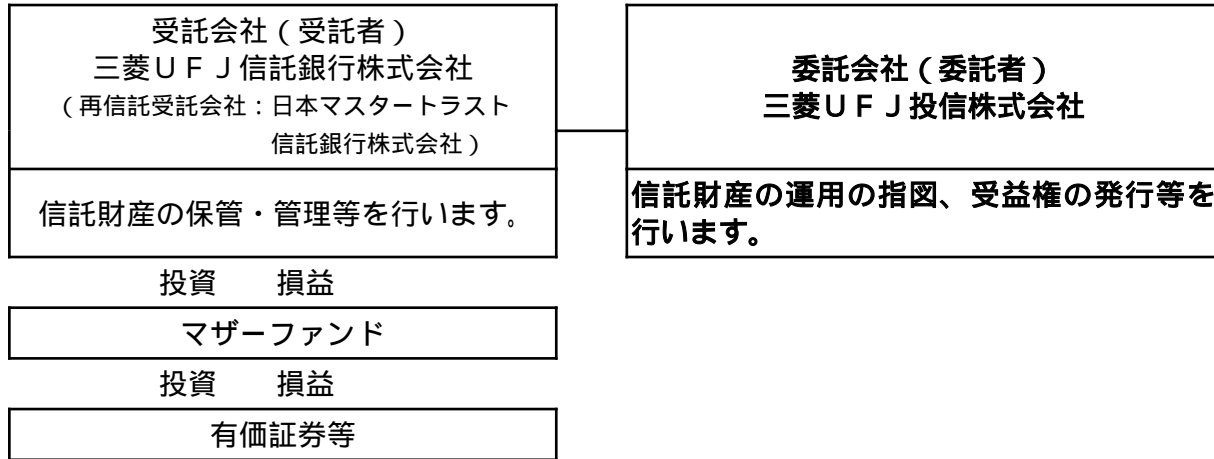 受託会社（受託者）
三菱ＵＦＪ信託銀行株式会社
（再信託受託会社：日本マスタートラスト
信託銀行株式会社）
信託財産の保管・管理等を行います。
委託会社（委託者）
三菱ＵＦＪ投信株式会社
信託財産の運用の指図、受益権の発行等を
行います。
投資 損益
マザーファンド
投資 損益
有価証券等